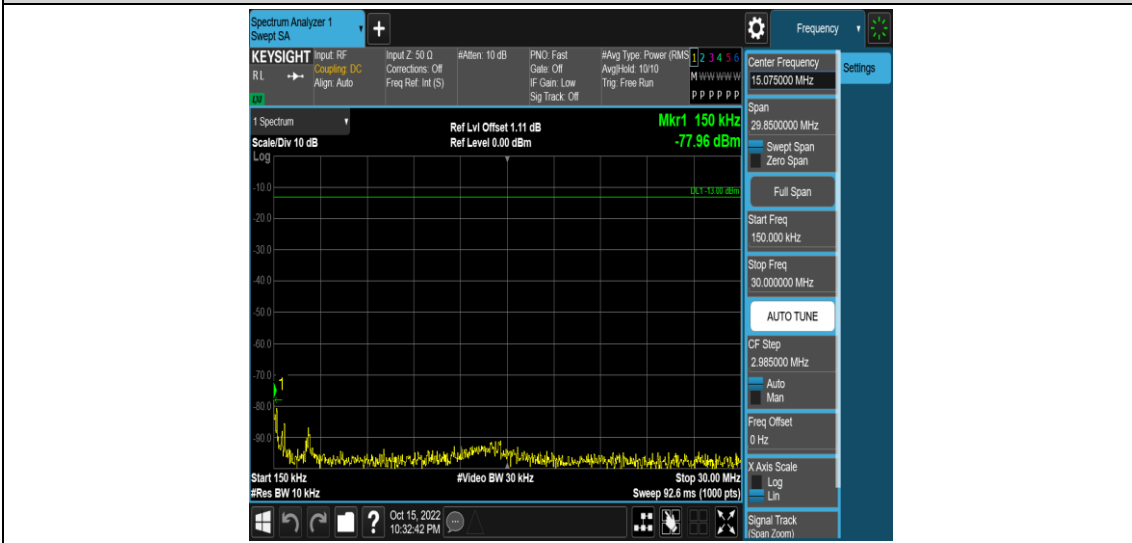 Spectrum Analyzer 1
Swept SA
+
Frequency
KEYSIGHT
R L
LXI
Input: RF
Coupling: DC
Align: Auto
Input Z: 50 Ω
Corrections: Off
Freq Ref: Int (S)
#Atten: 10 dB
PNO: Fast
Gate: Off
IF Gain: Low
Sig Track: Off
#Avg Type: Power (RMS
Avg|Hold: 10/10
Trig: Free Run
1 2 3 4 5 6
M W W W W W
P P P P P P
Center Frequency
15.075000 MHz
Settings
Span
29.8500000 MHz
Swept Span
Zero Span
Full Span
Start Freq
150.000 kHz
Stop Freq
30.000000 MHz
AUTO TUNE
CF Step
2.985000 MHz
Auto
Man
Freq Offset
0 Hz
X Axis Scale
Log
Lin
Signal Track
(Span Zoom)
1 Spectrum
Scale/Div 10 dB
Log
Ref Lvl Offset 1.11 dB
Ref Level 0.00 dBm
Mkr1 150 kHz
-77.96 dBm
DL1 -13.00 dBm
-10.0
-20.0
-30.0
-40.0
-50.0
-60.0
-70.0
1
-80.0
-90.0
Start 150 kHz
#Res BW 10 kHz
#Video BW 30 kHz
Stop 30.00 MHz
Sweep 92.6 ms (1000 pts)
?
Oct 15, 2022
10:32:42 PM